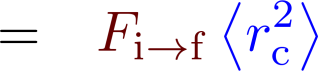 = F_{i→f} ⟨r_c^2⟩